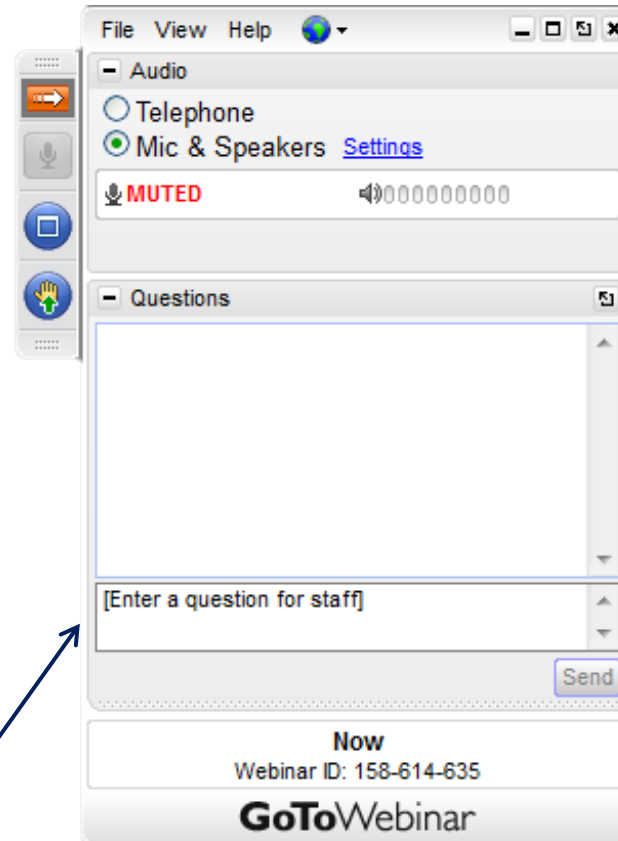 File View Help
Audio
Telephone
Mic & Speakers Settings
MUTED 000000000
Questions
[Enter a question for staff]
Send
Now
Webinar ID: 158-614-635
GoToWebinar